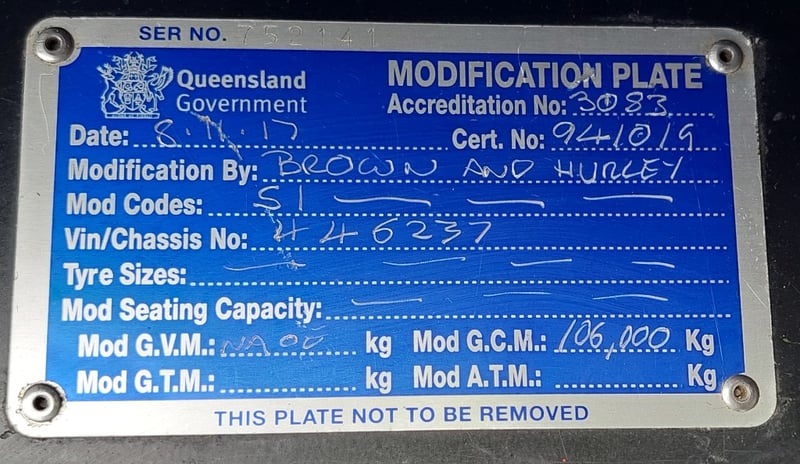 SER NO. 752141
Queensland Government
MODIFICATION PLATE
Accreditation No: 3083
Date: 8.11.17 Cert. No: 941019
Modification By: BROWN AND HURLEY
Mod Codes: S1 — — —
Vin/Chassis No: 446237
Tyre Sizes: — — — —
Mod Seating Capacity: — — —
Mod G.V.M.: NA kg Mod G.C.M.: 106,000 Kg
Mod G.T.M.: kg Mod A.T.M.: Kg
THIS PLATE NOT TO BE REMOVED